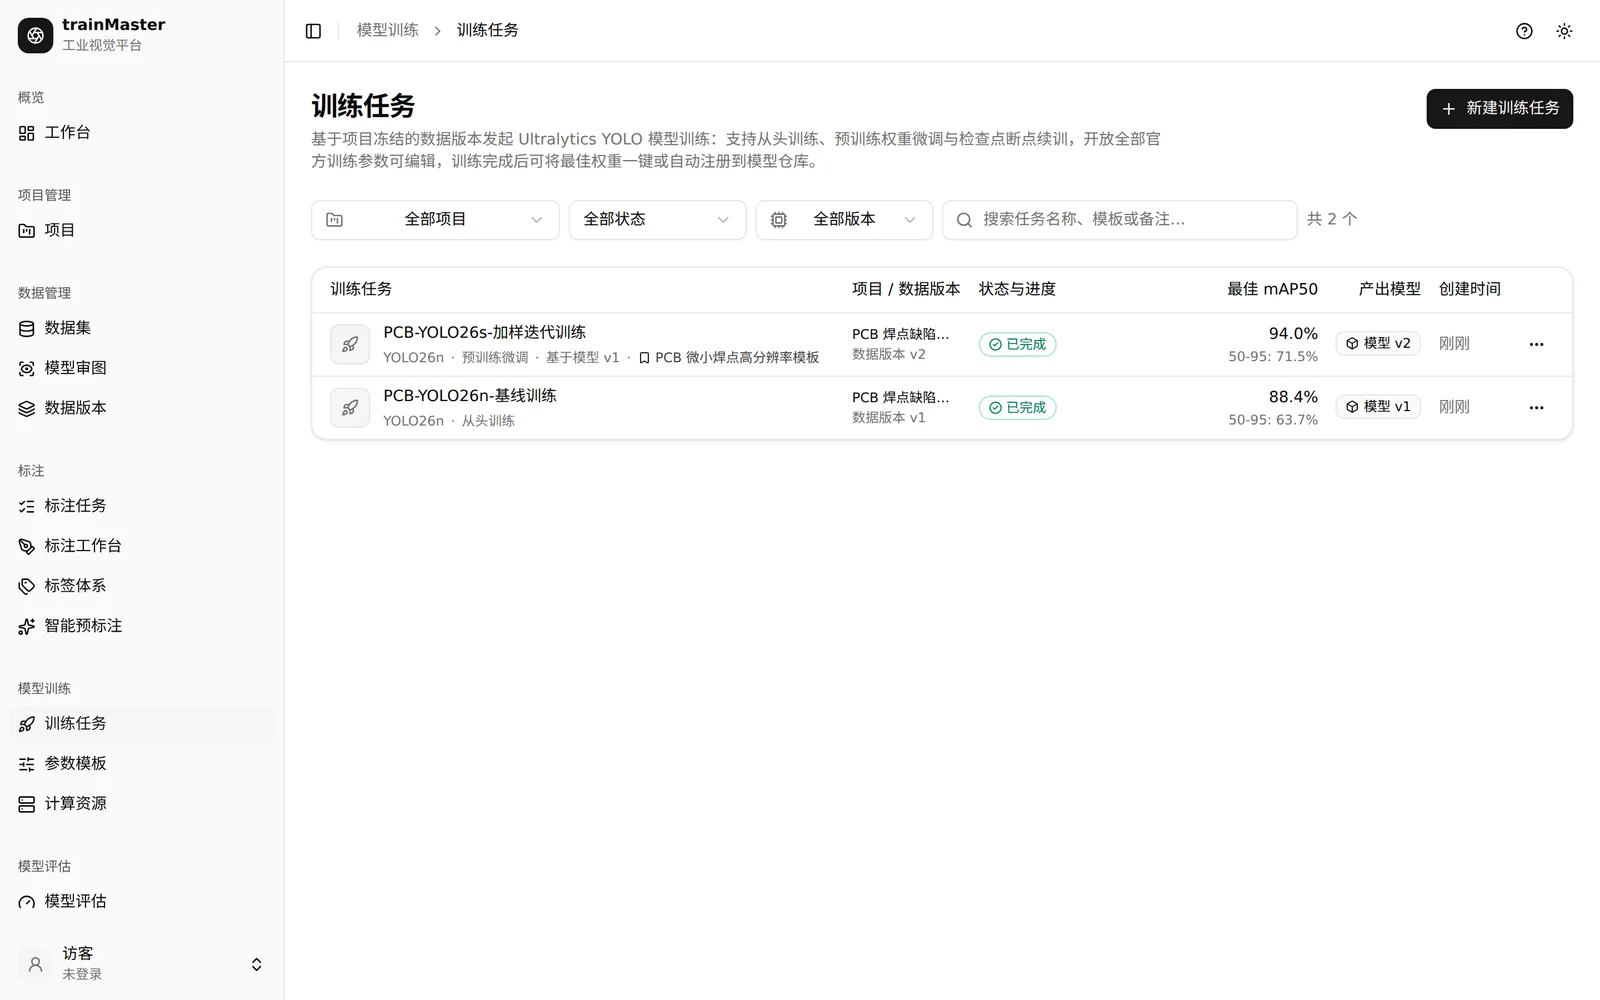 trainMaster
工业视觉平台
概览
工作台
项目管理
项目
数据管理
数据集
模型审图
数据版本
标注
标注任务
标注工作台
标签体系
智能预标注
模型训练
训练任务
参数模板
计算资源
模型评估
模型评估
访客
未登录
模型训练 > 训练任务
训练任务
新建训练任务
基于项目冻结的数据版本发起 Ultralytics YOLO 模型训练：支持从头训练、预训练权重微调与检查点断点续训，开放全部官
方训练参数可编辑，训练完成后可将最佳权重一键或自动注册到模型仓库。
全部项目 全部状态 全部版本 搜索任务名称、模板或备注... 共 2 个
训练任务 项目 / 数据版本 状态与进度 最佳 mAP50 产出模型 创建时间
PCB-YOLO26s-加样迭代训练 PCB 焊点缺陷... 已完成 94.0% 模型 v2 刚刚
YOLO26n · 预训练微调 · 基于模型 v1 · PCB 微小焊点高分辨率模板 数据版本 v2 50-95: 71.5%
PCB-YOLO26n-基线训练 PCB 焊点缺陷... 已完成 88.4% 模型 v1 刚刚
YOLO26n · 从头训练 数据版本 v1 50-95: 63.7%